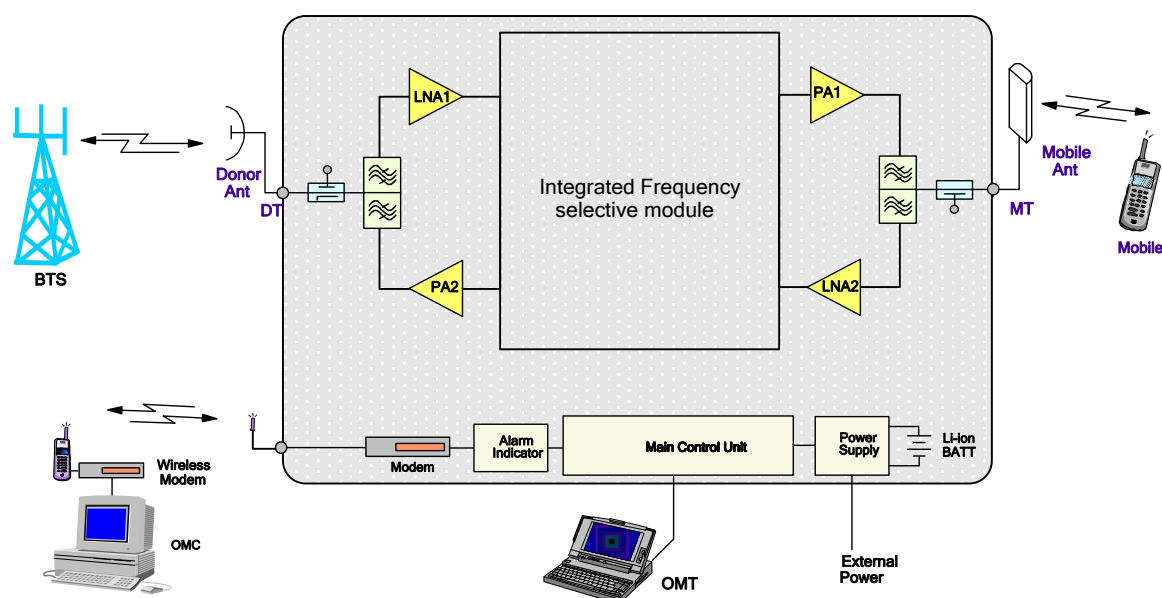 LNA1
PA1
BTS
Donor
Ant
DT
Integrated Frequency
selective module
Mobile
Ant
MT
Mobile
PA2
LNA2
Wireless
Modem
OMC
Modem
Alarm
Indicator
Main Control Unit
Power
Supply
Li-ion
BATT
OMT
External
Power